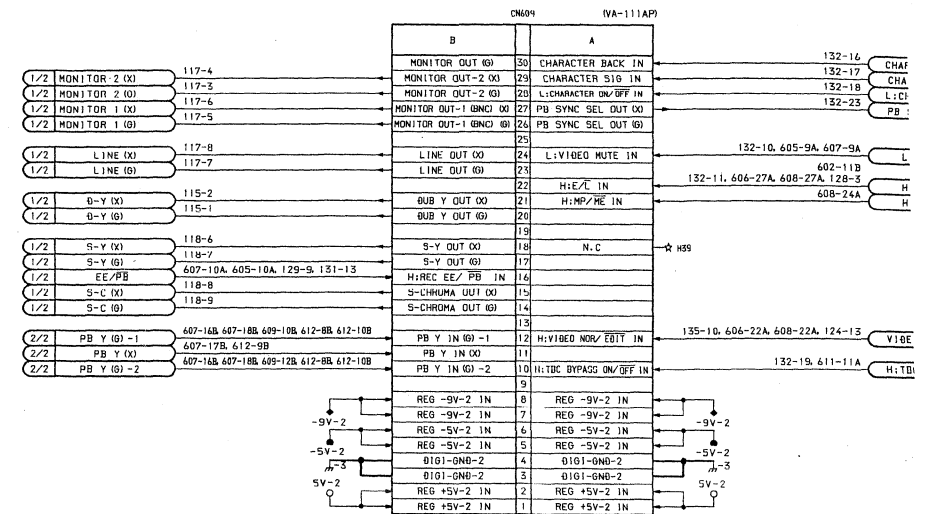 CN609 (VA-111AP)
B A
MONITOR OUT (G) 30 CHARACTER BACK IN 132-16
1/2 MONITOR-2 (X) 117-4 MONITOR OUT-2 (X) 29 CHARACTER SIG IN 132-17 CHA
1/2 MONITOR 2 (G) 117-3 MONITOR OUT-2 (G) 28 L:CHARACTER ON/OFF IN 132-18
1/2 MONITOR 1 (X) 117-6 MONITOR OUT-1 (BNC) (X) 27 PB SYNC SEL OUT (X) 132-23 PB
1/2 MONITOR 1 (G) 117-5 MONITOR OUT-1 (BNC) (G) 26 PB SYNC SEL OUT (G)
25
1/2 LINE (X) 117-8 LINE OUT (X) 24 L:VIDEO MUTE IN 132-10, 605-9A, 607-9A L
1/2 LINE (G) 117-7 LINE OUT (G) 23
602-11B
22 H:E/L IN 132-11, 606-27A, 608-27A, 128-3 H
1/2 D-Y (X) 115-2 DUB Y OUT (X) 21 H:MP/ME IN 608-24A H
1/2 D-Y (G) 115-1 DUB Y OUT (G) 20
19
1/2 S-Y (X) 118-6 S-Y OUT (X) 18 N.C ☆ H39
1/2 S-Y (G) 118-7 S-Y OUT (G) 17
1/2 EE/PB 607-10A, 605-10A, 129-9, 131-13 H:REC EE/ PB IN 16
1/2 S-C (X) 118-8 S-CHROMA OUT (X) 15
1/2 S-C (G) 118-9 S-CHROMA OUT (G) 14
13
2/2 PB Y (G) -1 607-16B, 607-18B, 609-10B, 612-8B, 612-10B PB Y IN (G) -1 12 H:VIDEO NOR/ EDIT IN 135-10, 606-22A, 608-22A, 124-13 VIDE
2/2 PB Y (X) 607-17B, 612-9B PB Y IN (X) 11
2/2 PB Y (G) -2 607-16B, 607-18B, 609-12B, 612-8B, 612-10B PB Y IN (G) -2 10 H:TBC BYPASS ON/OFF IN 132-19, 611-11A
9
REG -9V-2 IN 8 REG -9V-2 IN
-9V-2 REG -9V-2 IN 7 REG -9V-2 IN -9V-2
REG -5V-2 IN 6 REG -5V-2 IN
-5V-2 REG -5V-2 IN 5 REG -5V-2 IN -5V-2
-3 DIGI-GND-2 4 DIGI-GND-2 -3
DIGI-GND-2 3 DIGI-GND-2
5V-2 REG +5V-2 IN 2 REG +5V-2 IN 5V-2
REG +5V-2 IN 1 REG +5V-2 IN